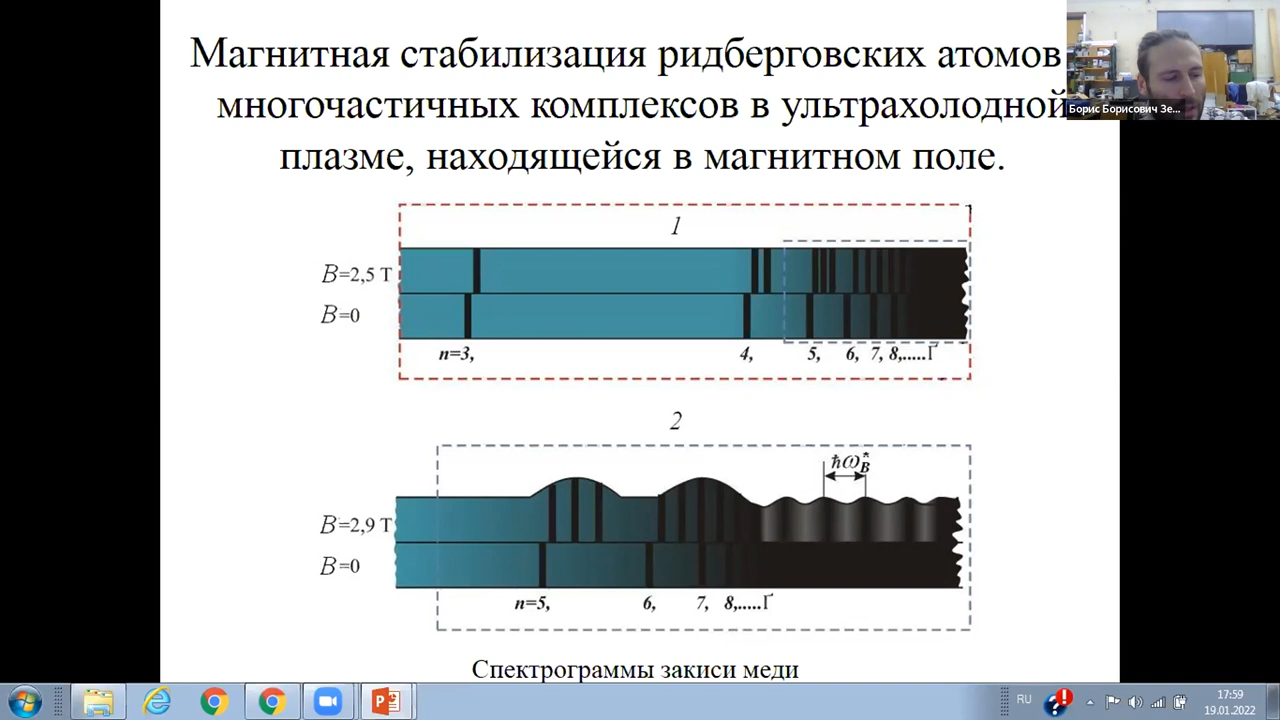 Магнитная стабилизация ридберговских атомов
многочастичных комплексов в ультрахолодной
плазме, находящейся в магнитном поле.
Борис Борисович Зе...
1
B=2,5 T
B=0
n=3, 4, 5, 6, 7, 8,.....Ґ
2
ħω*B
B=2,9 T
B=0
n=5, 6, 7, 8,.....Ґ
Спектрограммы закиси меди
RU
17:59
19.01.2022